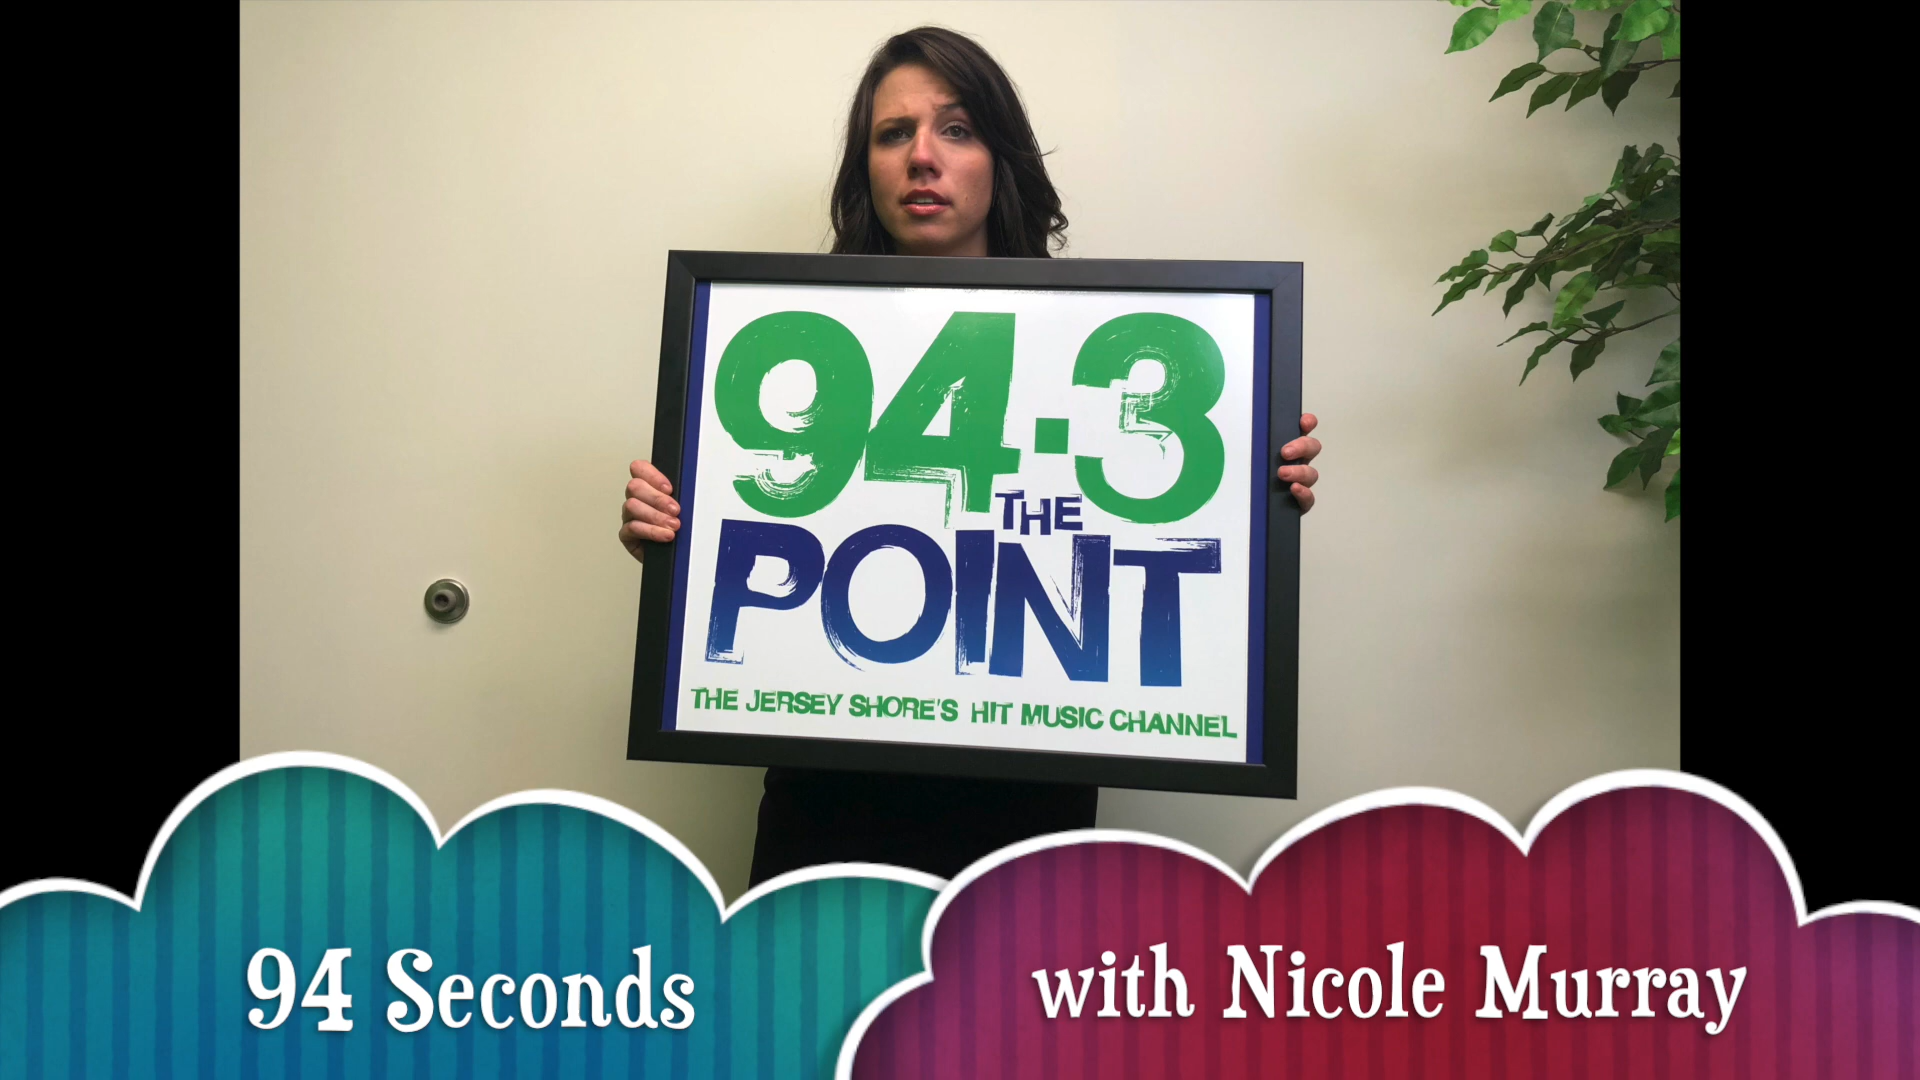 94.3
THE
POINT
THE JERSEY SHORE'S HIT MUSIC CHANNEL
94 Seconds
with Nicole Murray